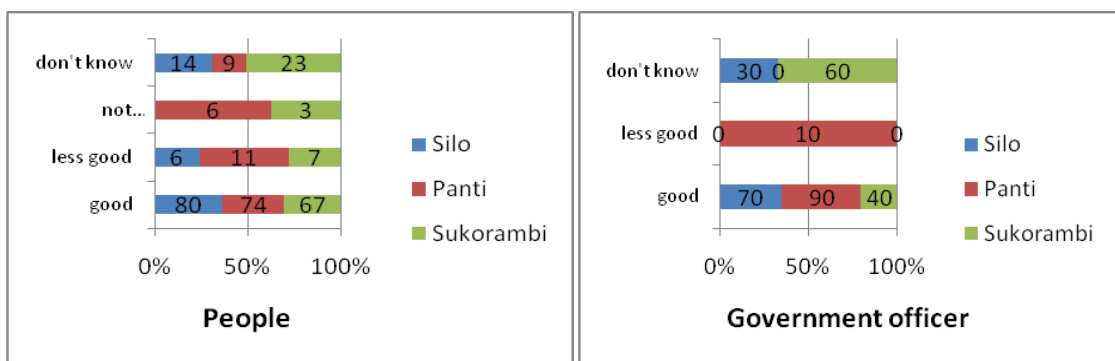 don't know
14 9 23
not...
6 3
less good
6 11 7
good
80 74 67
0% 50% 100%
Silo
Panti
Sukorambi
People
don't know
30 0 60
less good
0 10 0
good
70 90 40
0% 50% 100%
Silo
Panti
Sukorambi
Government officer